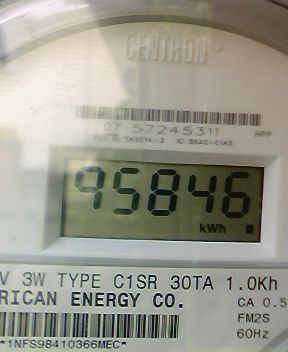 CENTRON®
07 57245311 HPP
95846
kWh
V 3W TYPE C1SR 30TA 1.0Kh
RICAN ENERGY CO.
CA 0.5
FM2S
60Hz
*1NFS98410366MEC*